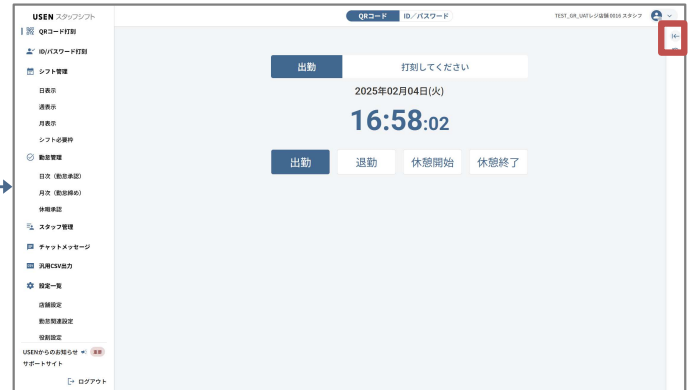 USEN スタッフシフト
QRコード ID／パスワード
TEST_GR_UATレジ店舗 0016 スタシフ
QRコード打刻
ID/パスワード打刻
シフト管理
日表示
週表示
月表示
シフト必要枠
勤怠管理
日次（勤怠承認）
月次（勤怠締め）
休暇承認
スタッフ管理
チャットメッセージ
汎用CSV出力
設定一覧
店舗設定
勤怠関連設定
役割設定
USENからのお知らせ 重要
サポートサイト
ログアウト
出勤 打刻してください
2025年02月04日(火)
16:58:02
出勤 退勤 休憩開始 休憩終了